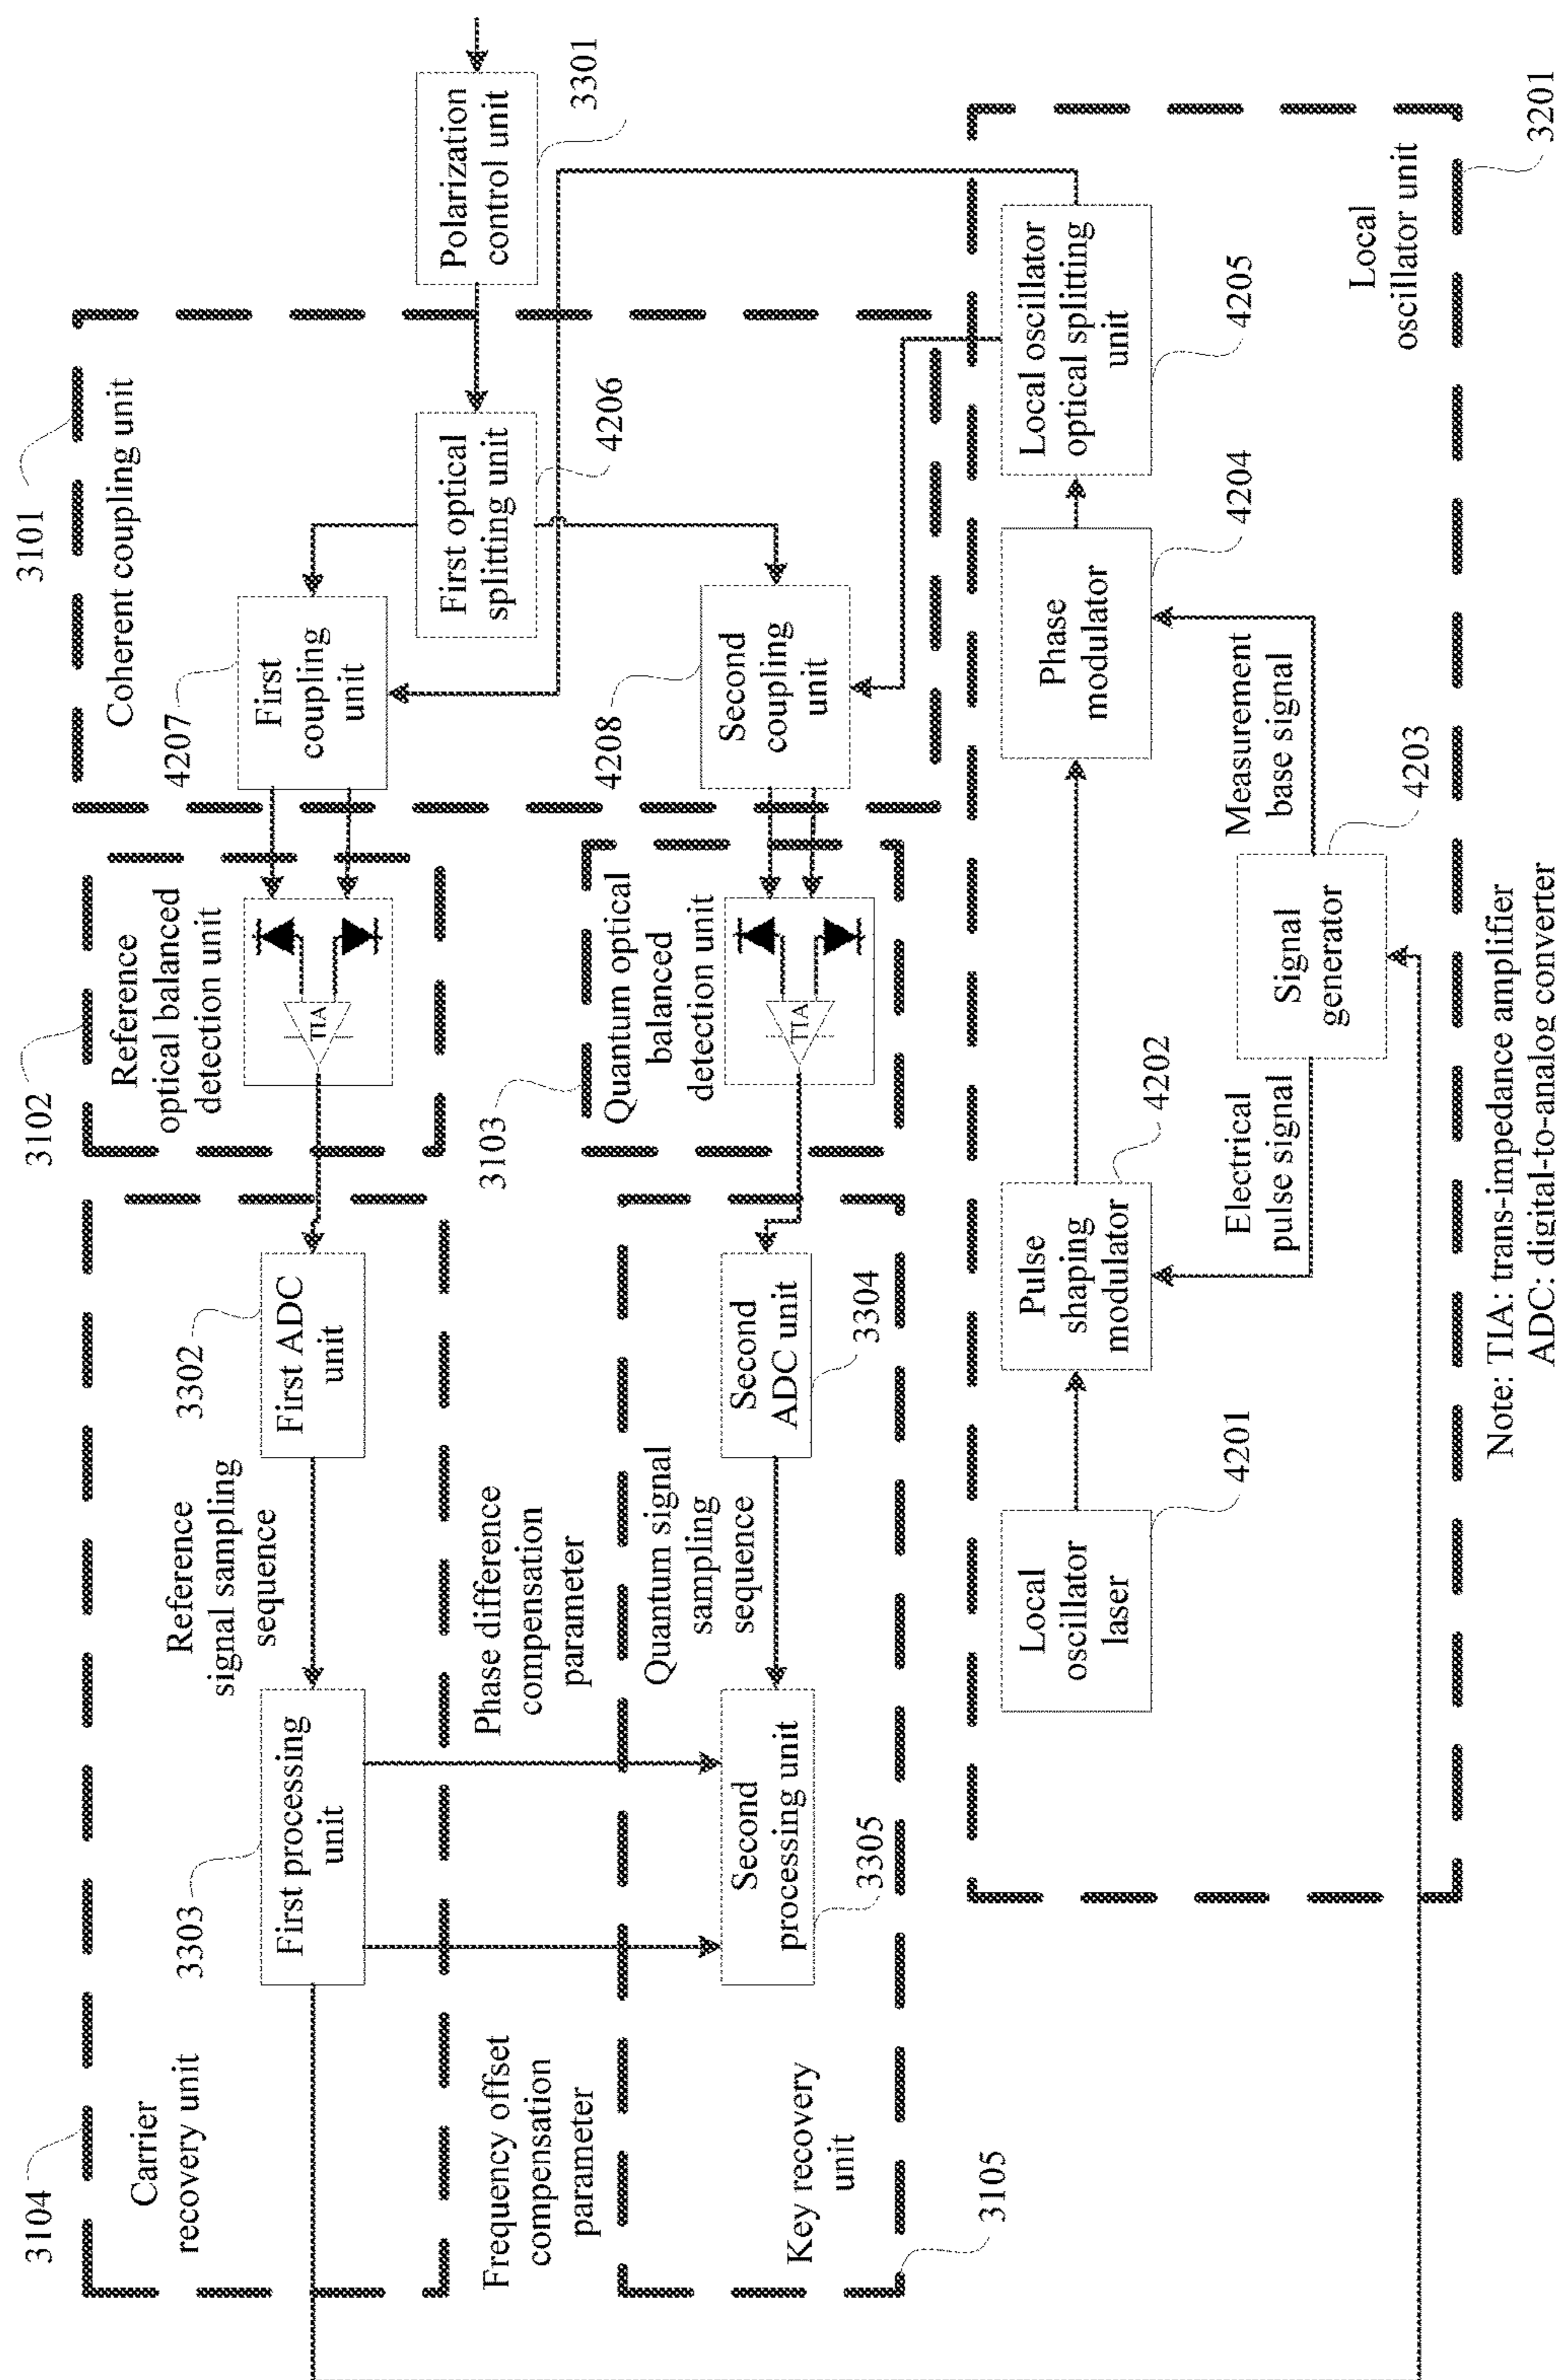 3101
Coherent coupling unit
Polarization
control unit
3301
First optical
splitting unit
4206
4207
First
coupling
unit
4208
Second
coupling
unit
3102
Reference
optical balanced
detection unit
TIA
3103
Quantum optical
balanced
detection unit
TIA
3104
Carrier
recovery unit
3302
First ADC
unit
Reference
signal sampling
sequence
3303
First processing
unit
Phase difference
compensation
parameter
Frequency offset
compensation
parameter
Second
ADC unit
3304
Quantum signal
sampling
sequence
Second
processing unit
3305
Key recovery
unit
3105
Local
oscillator
laser
4201
Pulse
shaping
modulator
4202
Phase
modulator
4204
Local oscillator
optical splitting
unit
4205
Electrical
pulse signal
Signal
generator
4203
Measurement
base signal
Local
oscillator unit
3201
Note: TIA: trans-impedance amplifier
ADC: digital-to-analog converter